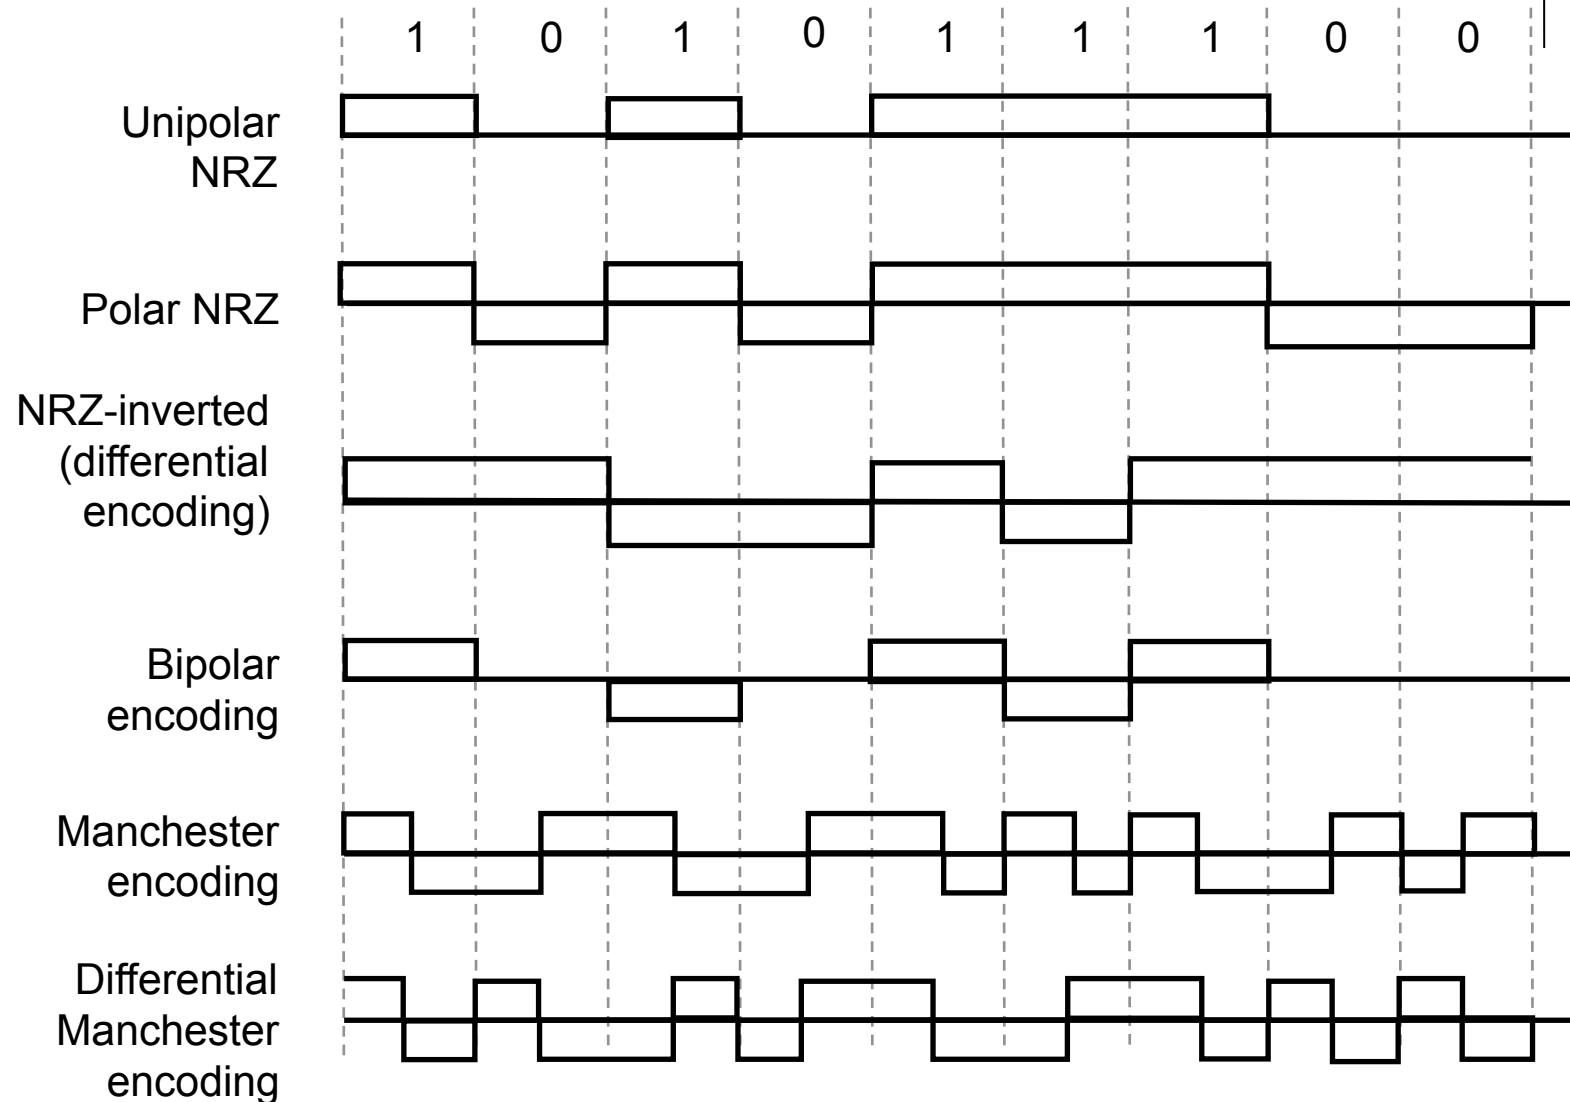 1 0 1 0 1 1 1 0 0
Unipolar
NRZ
Polar NRZ
NRZ-inverted
(differential
encoding)
Bipolar
encoding
Manchester
encoding
Differential
Manchester
encoding